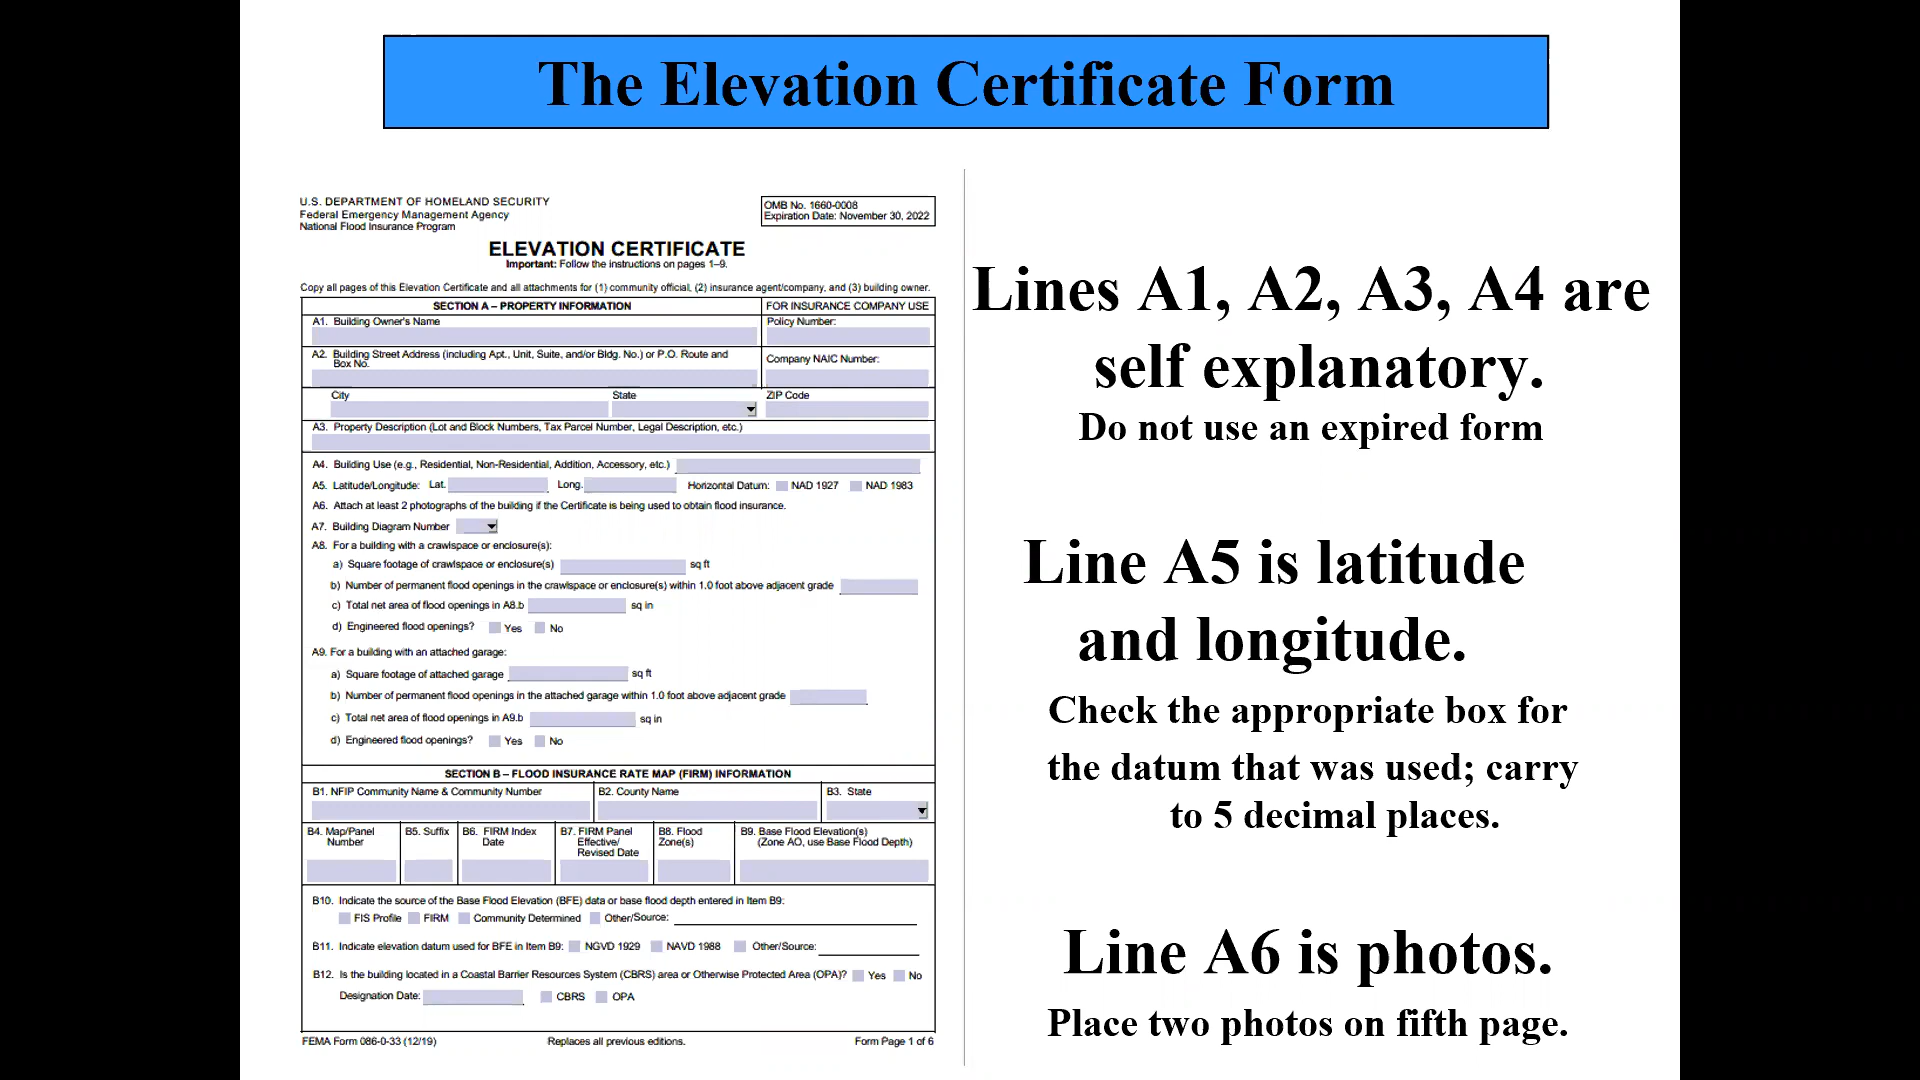 The Elevation Certificate Form
U.S. DEPARTMENT OF HOMELAND SECURITY
Federal Emergency Management Agency
National Flood Insurance Program
OMB No. 1660-0008
Expiration Date: November 30, 2022
ELEVATION CERTIFICATE
Important: Follow the instructions on pages 1–9.
Copy all pages of this Elevation Certificate and all attachments for (1) community official, (2) insurance agent/company, and (3) building owner.
SECTION A – PROPERTY INFORMATION
FOR INSURANCE COMPANY USE
A1. Building Owner's Name
Policy Number:
A2. Building Street Address (including Apt., Unit, Suite, and/or Bldg. No.) or P.O. Route and
Box No.
Company NAIC Number:
City State ZIP Code
A3. Property Description (Lot and Block Numbers, Tax Parcel Number, Legal Description, etc.)
A4. Building Use (e.g., Residential, Non-Residential, Addition, Accessory, etc.)
A5. Latitude/Longitude: Lat. Long. Horizontal Datum: NAD 1927 NAD 1983
A6. Attach at least 2 photographs of the building if the Certificate is being used to obtain flood insurance.
A7. Building Diagram Number
A8. For a building with a crawlspace or enclosure(s):
a) Square footage of crawlspace or enclosure(s) sq ft
b) Number of permanent flood openings in the crawlspace or enclosure(s) within 1.0 foot above adjacent grade
c) Total net area of flood openings in A8.b sq in
d) Engineered flood openings? Yes No
A9. For a building with an attached garage:
a) Square footage of attached garage sq ft
b) Number of permanent flood openings in the attached garage within 1.0 foot above adjacent grade
c) Total net area of flood openings in A9.b sq in
d) Engineered flood openings? Yes No
SECTION B – FLOOD INSURANCE RATE MAP (FIRM) INFORMATION
B1. NFIP Community Name & Community Number
B2. County Name
B3. State
B4. Map/Panel
Number
B5. Suffix
B6. FIRM Index
Date
B7. FIRM Panel
Effective/
Revised Date
B8. Flood
Zone(s)
B9. Base Flood Elevation(s)
(Zone AO, use Base Flood Depth)
B10. Indicate the source of the Base Flood Elevation (BFE) data or base flood depth entered in Item B9:
FIS Profile FIRM Community Determined Other/Source:
B11. Indicate elevation datum used for BFE in Item B9: NGVD 1929 NAVD 1988 Other/Source:
B12. Is the building located in a Coastal Barrier Resources System (CBRS) area or Otherwise Protected Area (OPA)? Yes No
Designation Date: CBRS OPA
FEMA Form 086-0-33 (12/19) Replaces all previous editions. Form Page 1 of 6
Lines A1, A2, A3, A4 are
self explanatory.
Do not use an expired form
Line A5 is latitude
and longitude.
Check the appropriate box for
the datum that was used; carry
to 5 decimal places.
Line A6 is photos.
Place two photos on fifth page.